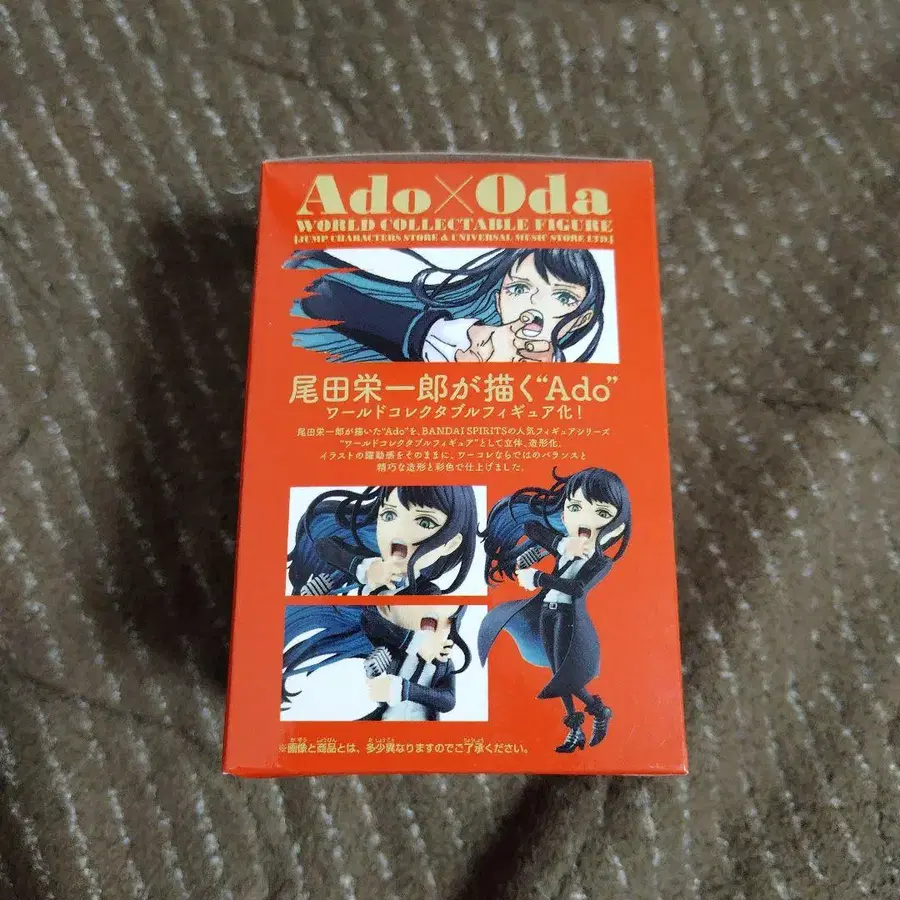 Ado×Oda
WORLD COLLECTABLE FIGURE
[JUMP CHARACTERS STORE & UNIVERSAL MUSIC STORE LTD.]
尾田栄一郎が描く“Ado”
ワールドコレクタブルフィギュア化！
尾田栄一郎が描いた“Ado”を、BANDAI SPIRITSの人気フィギュアシリーズ
“ワールドコレクタブルフィギュア”として立体、造形化。
イラストの躍動感をそのままに、ワーコレならではのバランスと
精巧な造形と彩色で仕上げました。
※画像と商品とは、多少異なりますのでご了承ください。